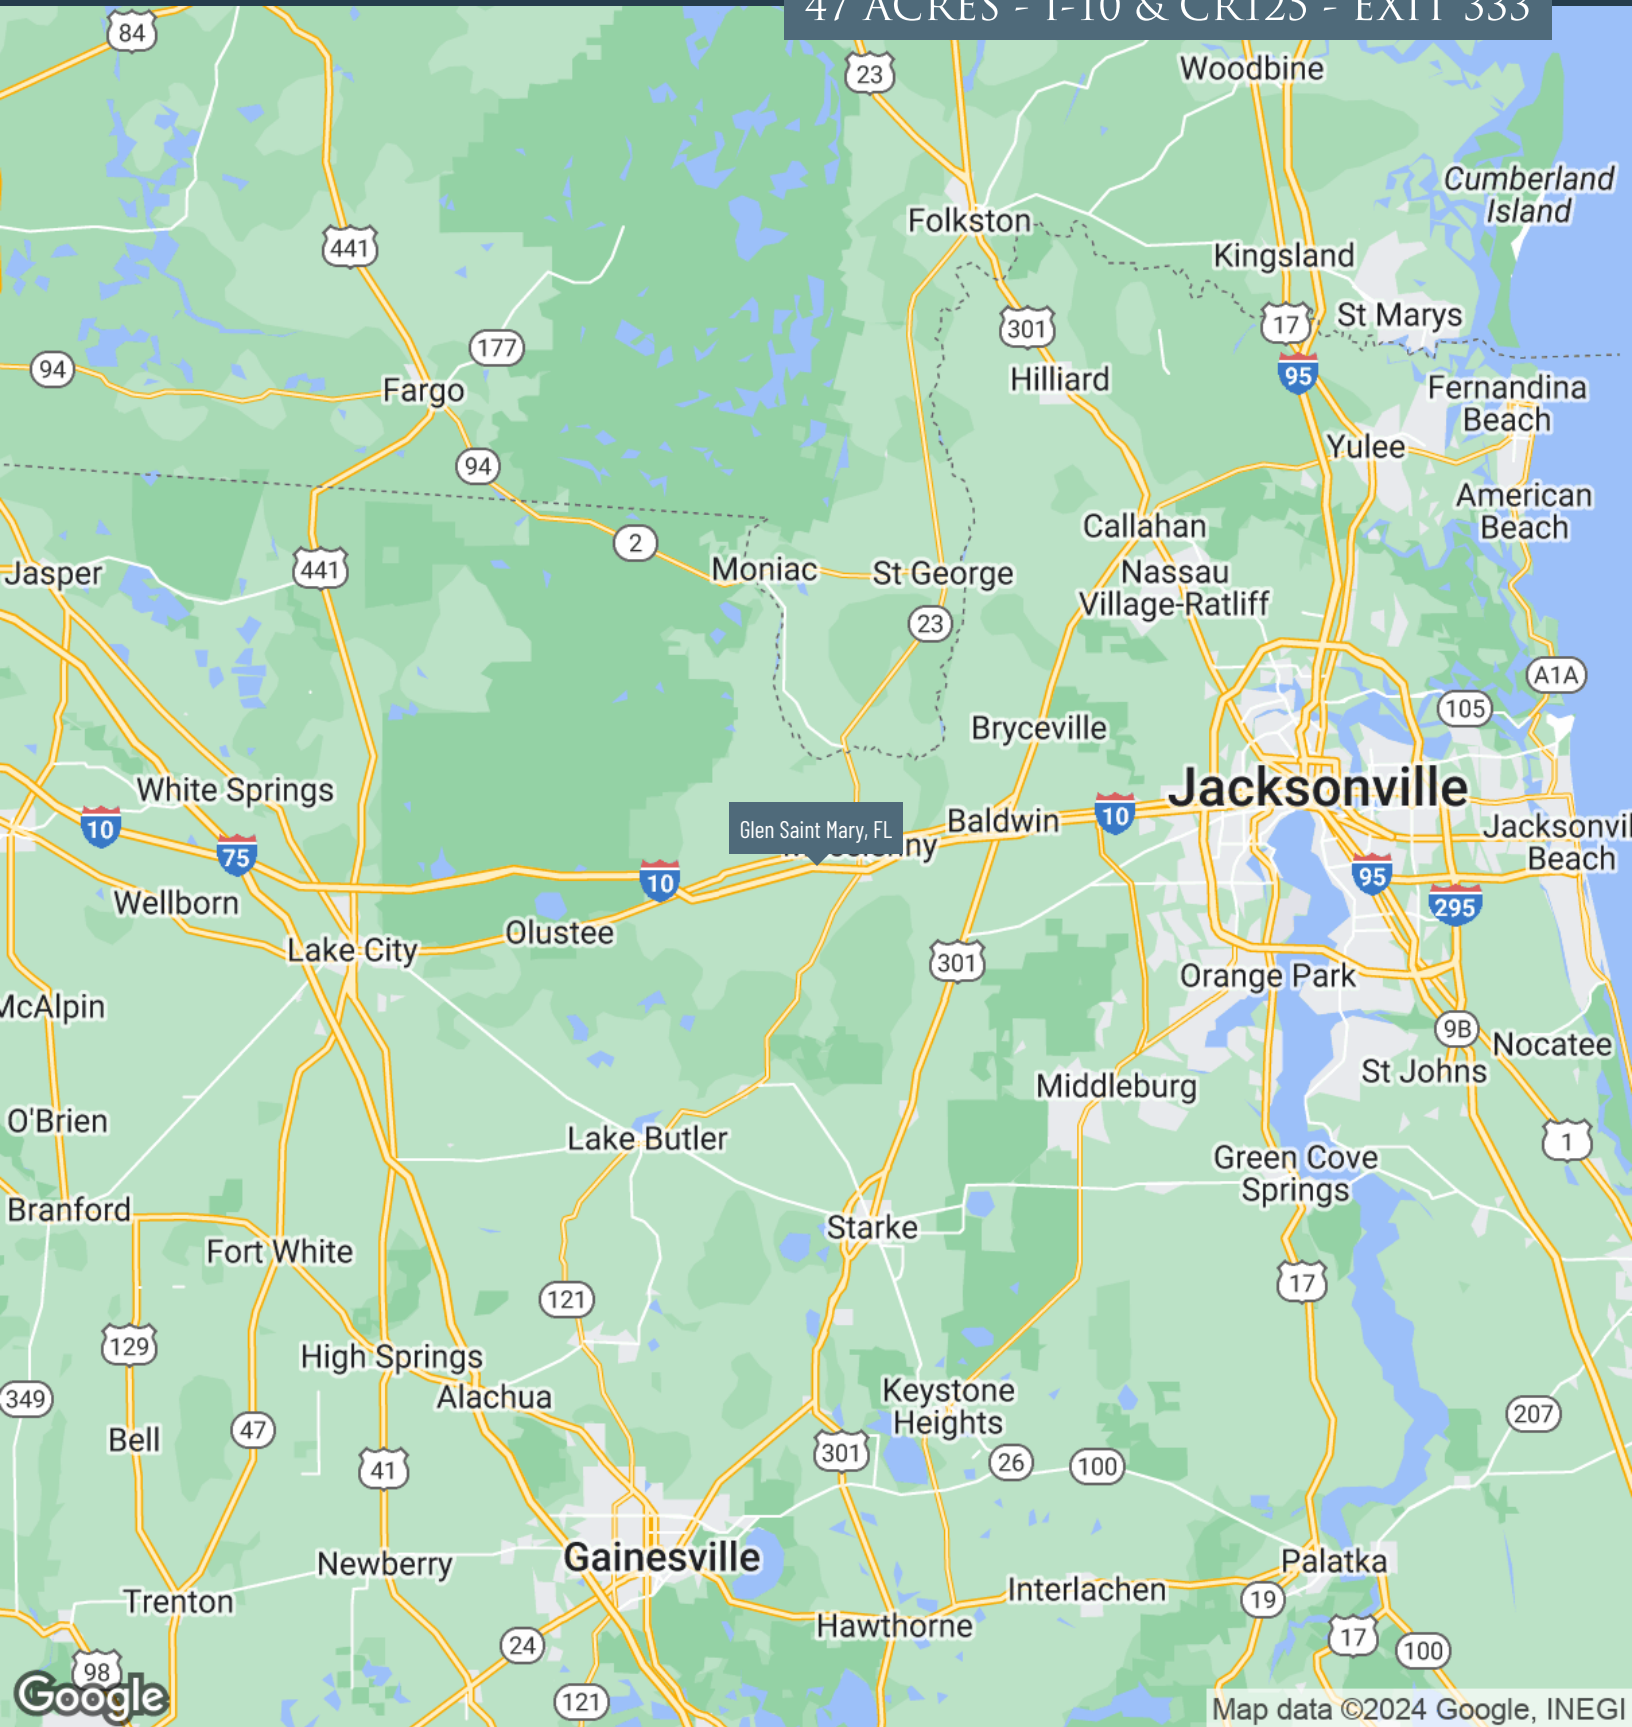 47 ACRES - I-10 & CR125 - EXIT 333
84
23
Woodbine
Cumberland
Island
Folkston
441
Kingsland
17
St Marys
301
177
94
Fargo
Hilliard
95
Fernandina
Beach
Yulee
94
American
Beach
Callahan
2
Jasper
441
Moniac
St George
Nassau
Village-Ratliff
23
A1A
105
Bryceville
White Springs
Jacksonville
10
75
Glen Saint Mary, FL
nny
Baldwin
10
Jacksonvil
Beach
10
95
295
Wellborn
Olustee
Lake City
301
Orange Park
McAlpin
9B
Nocatee
St Johns
Middleburg
O'Brien
Lake Butler
1
Green Cove
Springs
Branford
Starke
Fort White
17
121
129
High Springs
Alachua
349
Keystone
Heights
207
47
Bell
301
26
100
41
Gainesville
Newberry
Palatka
Trenton
Interlachen
19
Hawthorne
24
17
100
98
121
Google
Map data ©2024 Google, INEGI